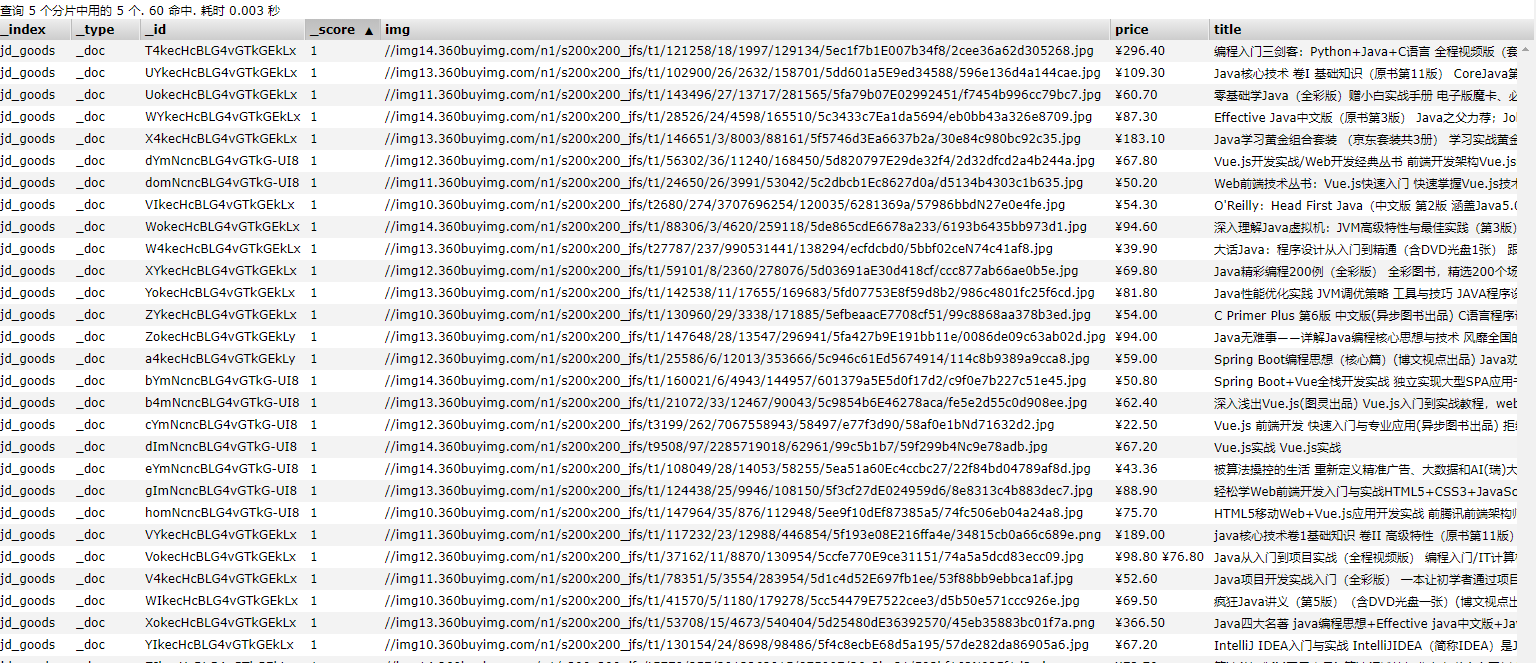 查询 5 个分片中用的 5 个. 60 命中. 耗时 0.003 秒
_index _type _id _score ▲ img price title
jd_goods _doc T4kecHcBLG4vGTkGEkLx 1 //img14.360buyimg.com/n1/s200x200_jfs/t1/121258/18/1997/129134/5ec1f7b1E007b34f8/2cee36a62d305268.jpg ¥296.40 编程入门三剑客：Python+Java+C语言 全程视频版（套
jd_goods _doc UYkecHcBLG4vGTkGEkLx 1 //img13.360buyimg.com/n1/s200x200_jfs/t1/102900/26/2632/158701/5dd601a5E9ed34588/596e136d4a144cae.jpg ¥109.30 Java核心技术 卷I 基础知识（原书第11版） CoreJava第
jd_goods _doc UokecHcBLG4vGTkGEkLx 1 //img11.360buyimg.com/n1/s200x200_jfs/t1/143496/27/13717/281565/5fa79b07E02992451/f7454b996cc79bc7.jpg ¥60.70 零基础学Java（全彩版）赠小白实战手册 电子版魔卡、必
jd_goods _doc WYkecHcBLG4vGTkGEkLx 1 //img14.360buyimg.com/n1/s200x200_jfs/t1/28526/24/4598/165510/5c3433c7Ea1da5694/eb0bb43a326e8709.jpg ¥87.30 Effective Java中文版（原书第3版） Java之父力荐；Jol
jd_goods _doc X4kecHcBLG4vGTkGEkLx 1 //img13.360buyimg.com/n1/s200x200_jfs/t1/146651/3/8003/88161/5f5746d3Ea6637b2a/30e84c980bc92c35.jpg ¥183.10 Java学习黄金组合套装 （京东套装共3册） 学习实战黄金
jd_goods _doc dYmNcncBLG4vGTkG-UI8 1 //img12.360buyimg.com/n1/s200x200_jfs/t1/56302/36/11240/168450/5d820797E29de32f4/2d32dfcd2a4b244a.jpg ¥67.80 Vue.js开发实战/Web开发经典丛书 前端开发架构Vue.js
jd_goods _doc domNcncBLG4vGTkG-UI8 1 //img11.360buyimg.com/n1/s200x200_jfs/t1/24650/26/3991/53042/5c2dbcb1Ec8627d0a/d5134b4303c1b635.jpg ¥50.20 Web前端技术丛书：Vue.js快速入门 快速掌握Vue.js技术
jd_goods _doc VIkecHcBLG4vGTkGEkLx 1 //img10.360buyimg.com/n1/s200x200_jfs/t2680/274/3707696254/120035/6281369a/57986bbdN27e0e4fe.jpg ¥54.30 O'Reilly：Head First Java（中文版 第2版 涵盖Java5.0
jd_goods _doc WokecHcBLG4vGTkGEkLx 1 //img14.360buyimg.com/n1/s200x200_jfs/t1/88306/3/4620/259118/5de865cdE6678a233/6193b6435bb973d1.jpg ¥94.60 深入理解Java虚拟机：JVM高级特性与最佳实践（第3版）
jd_goods _doc W4kecHcBLG4vGTkGEkLx 1 //img13.360buyimg.com/n1/s200x200_jfs/t27787/237/990531441/138294/ecfdcbd0/5bbf02ceN74c41af8.jpg ¥39.90 大话Java：程序设计从入门到精通（含DVD光盘1张） 跟
jd_goods _doc XYkecHcBLG4vGTkGEkLx 1 //img12.360buyimg.com/n1/s200x200_jfs/t1/59101/8/2360/278076/5d03691aE30d418cf/ccc877ab66ae0b5e.jpg ¥69.80 Java精彩编程200例（全彩版） 全彩图书，精选200个场
jd_goods _doc YokecHcBLG4vGTkGEkLx 1 //img13.360buyimg.com/n1/s200x200_jfs/t1/142538/11/17655/169683/5fd07753E8f59d8b2/986c4801fc25f6cd.jpg ¥81.80 Java性能优化实践 JVM调优策略 工具与技巧 JAVA程序设
jd_goods _doc ZYkecHcBLG4vGTkGEkLx 1 //img10.360buyimg.com/n1/s200x200_jfs/t1/130960/29/3338/171885/5efbeaacE7708cf51/99c8868aa378b3ed.jpg ¥54.00 C Primer Plus 第6版 中文版(异步图书出品) C语言程序设
jd_goods _doc ZokecHcBLG4vGTkGEkLy 1 //img13.360buyimg.com/n1/s200x200_jfs/t1/147648/28/13547/296941/5fa427b9E191bb11e/0086de09c63ab02d.jpg ¥94.00 Java无难事——详解Java编程核心思想与技术 风靡全国的
jd_goods _doc a4kecHcBLG4vGTkGEkLy 1 //img12.360buyimg.com/n1/s200x200_jfs/t1/25586/6/12013/353666/5c946c61Ed5674914/114c8b9389a9cca8.jpg ¥59.00 Spring Boot编程思想（核心篇）(博文视点出品) Java劝
jd_goods _doc bYmNcncBLG4vGTkG-UI8 1 //img14.360buyimg.com/n1/s200x200_jfs/t1/160021/6/4943/144957/601379a5E5d0f17d2/c9f0e7b227c51e45.jpg ¥50.80 Spring Boot+Vue全栈开发实战 独立实现大型SPA应用书
jd_goods _doc b4mNcncBLG4vGTkG-UI8 1 //img13.360buyimg.com/n1/s200x200_jfs/t1/21072/33/12467/90043/5c9854b6E46278aca/fe5e2d55c0d908ee.jpg ¥62.40 深入浅出Vue.js(图灵出品) Vue.js入门到实战教程，web
jd_goods _doc cYmNcncBLG4vGTkG-UI8 1 //img12.360buyimg.com/n1/s200x200_jfs/t3199/262/7067558943/58497/e77f3d90/58af0e1bNd71632d2.jpg ¥22.50 Vue.js 前端开发 快速入门与专业应用(异步图书出品) 拒绝
jd_goods _doc dImNcncBLG4vGTkG-UI8 1 //img14.360buyimg.com/n1/s200x200_jfs/t9508/97/2285719018/62961/99c5b1b7/59f299b4Nc9e78adb.jpg ¥67.20 Vue.js实战 Vue.js实战
jd_goods _doc eYmNcncBLG4vGTkG-UI8 1 //img11.360buyimg.com/n1/s200x200_jfs/t1/108049/28/14053/58255/5ea51a60Ec4ccbc27/22f84bd04789af8d.jpg ¥43.36 被算法操控的生活 重新定义精准广告、大数据和AI(瑞)大
jd_goods _doc gImNcncBLG4vGTkG-UI8 1 //img13.360buyimg.com/n1/s200x200_jfs/t1/124438/25/9946/108150/5f3cf27dE024959d6/8e8313c4b883dec7.jpg ¥88.90 轻松学Web前端开发入门与实战HTML5+CSS3+JavaSc
jd_goods _doc homNcncBLG4vGTkG-UI8 1 //img10.360buyimg.com/n1/s200x200_jfs/t1/147964/35/876/112948/5ee9f10dEf87385a5/74fc506eb04a24a8.jpg ¥75.70 HTML5移动Web+Vue.js应用开发实战 前腾讯前端架构师
jd_goods _doc VYkecHcBLG4vGTkGEkLx 1 //img11.360buyimg.com/n1/s200x200_jfs/t1/117232/23/12988/446854/5f193e08E216ffa4e/34815cb0a66c689e.png ¥189.00 java核心技术卷1基础知识 卷II 高级特性（原书第11版）
jd_goods _doc VokecHcBLG4vGTkGEkLx 1 //img12.360buyimg.com/n1/s200x200_jfs/t1/37162/11/8870/130954/5ccfe770E9ce31151/74a5a5dcd83ecc09.jpg ¥98.80 ¥76.80 Java从入门到项目实战（全程视频版） 编程入门/IT计算机
jd_goods _doc V4kecHcBLG4vGTkGEkLx 1 //img11.360buyimg.com/n1/s200x200_jfs/t1/78351/5/3554/283954/5d1c4d52E697fb1ee/53f88bb9ebbca1af.jpg ¥52.60 Java项目开发实战入门（全彩版） 一本让初学者通过项目
jd_goods _doc WIkecHcBLG4vGTkGEkLx 1 //img10.360buyimg.com/n1/s200x200_jfs/t1/41570/5/1180/179278/5cc54479E7522cee3/d5b50e571ccc926e.jpg ¥69.50 疯狂Java讲义（第5版）（含DVD光盘一张）(博文视点出
jd_goods _doc XokecHcBLG4vGTkGEkLx 1 //img13.360buyimg.com/n1/s200x200_jfs/t1/53708/15/4673/540404/5d25480dE36392570/45eb35883bc01f7a.png ¥366.50 Java四大名著 java编程思想+Effective java中文版+Jav
jd_goods _doc YIkecHcBLG4vGTkGEkLx 1 //img10.360buyimg.com/n1/s200x200_jfs/t1/130154/24/8698/98486/5f4c8ecbE68d5a195/57de282da86905a6.jpg ¥67.20 IntelliJ IDEA入门与实战 IntelliJIDEA（简称IDEA）是J